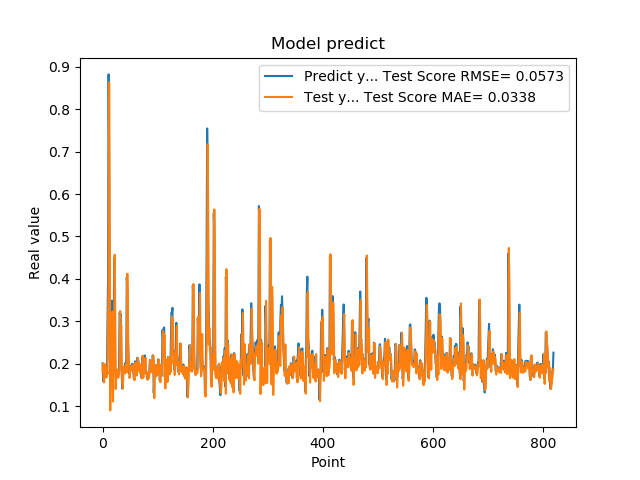 Model predict
Predict y... Test Score RMSE= 0.0573
Test y... Test Score MAE= 0.0338
Real value
0.9
0.8
0.7
0.6
0.5
0.4
0.3
0.2
0.1
0 200 400 600 800
Point